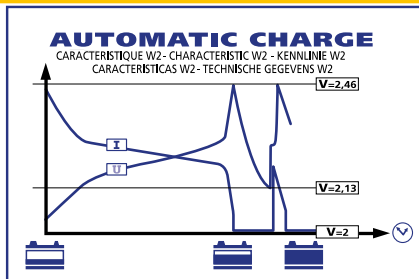 AUTOMATIC CHARGE
CARACTERISTIQUE W2 - CHARACTERISTIC W2 - KENNLINIE W2
CARACTERISTICAS W2 - TECHNISCHE GEGEVENS W2
V=2,46
I
U
V=2,13
V=2